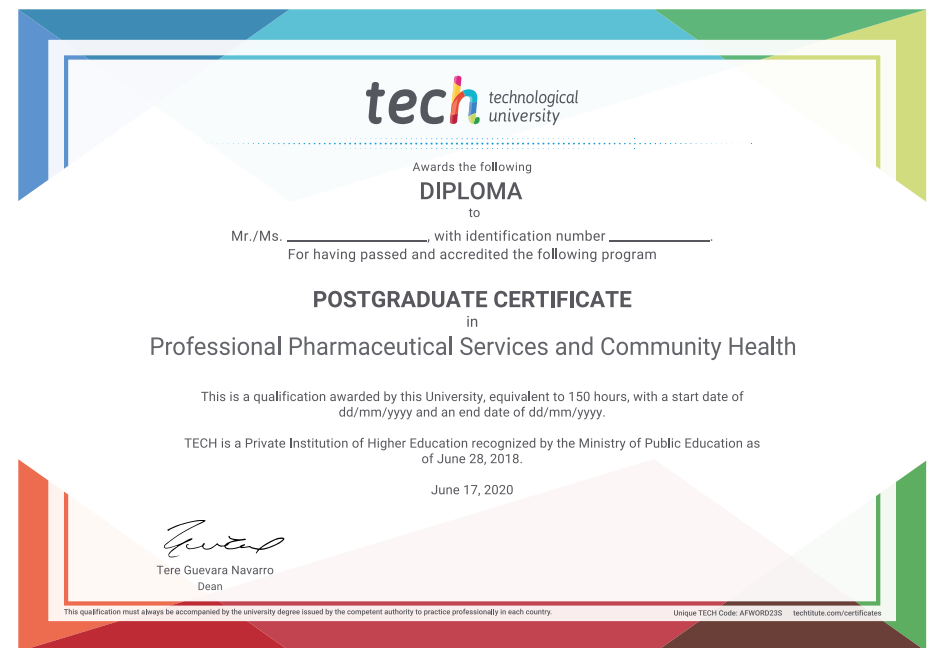 tech technological
university
Awards the following
DIPLOMA
to
Mr./Ms. ____________________, with identification number ______________.
For having passed and accredited the following program
POSTGRADUATE CERTIFICATE
in
Professional Pharmaceutical Services and Community Health
This is a qualification awarded by this University, equivalent to 150 hours, with a start date of
dd/mm/yyyy and an end date of dd/mm/yyyy.
TECH is a Private Institution of Higher Education recognized by the Ministry of Public Education as
of June 28, 2018.
June 17, 2020
Tere Guevara Navarro
Dean
This qualification must always be accompanied by the university degree issued by the competent authority to practice professionally in each country.
Unique TECH Code: AFWORD23S techtitute.com/certificates